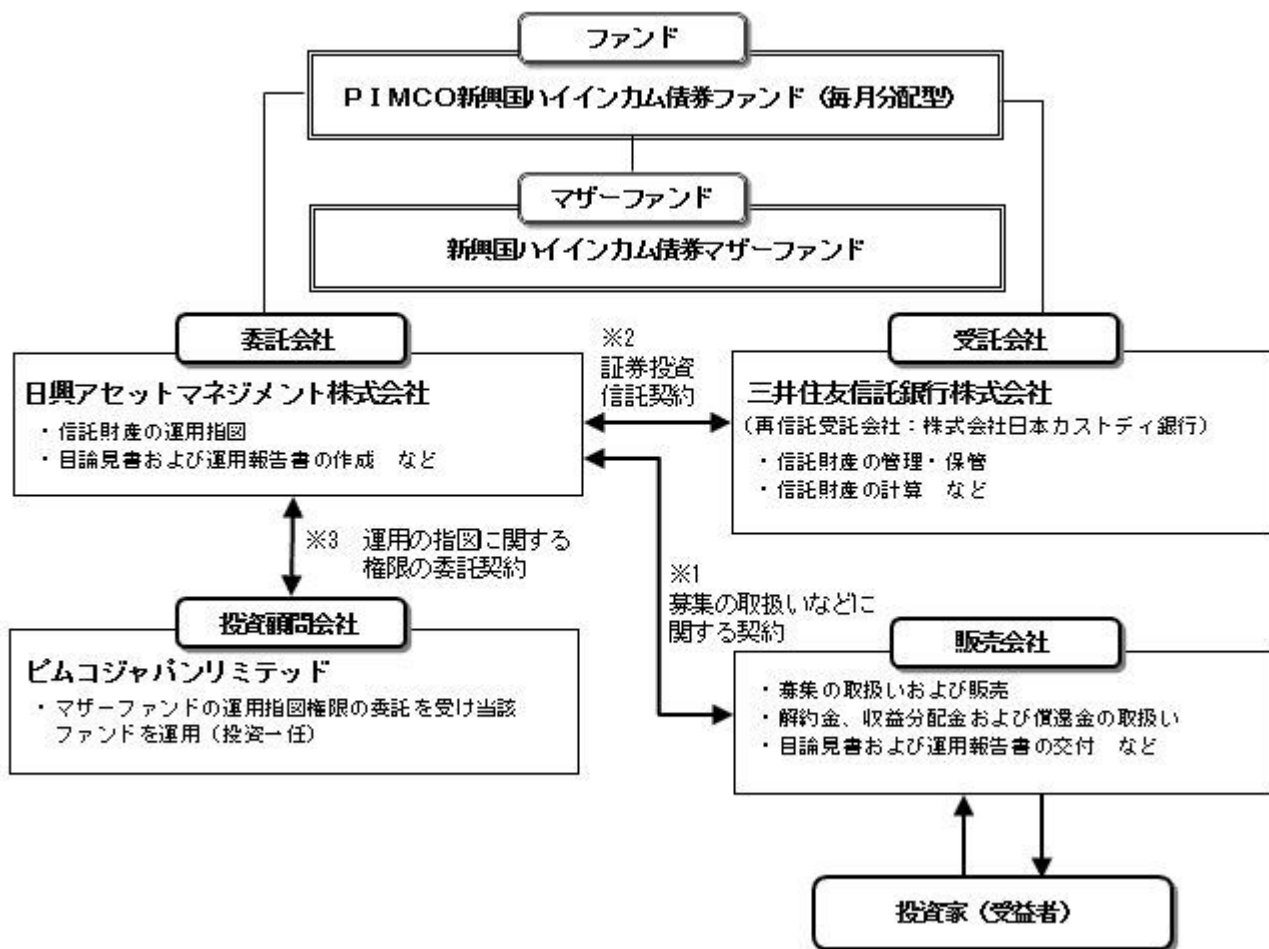 ファンド
PIMCO新興国ハイインカム債券ファンド(毎月分配型)
マザーファンド
新興国ハイインカム債券マザーファンド
委託会社
日興アセットマネジメント株式会社
・信託財産の運用指図
・目論見書および運用報告書の作成 など
※2
証券投資
信託契約
受託会社
三井住友信託銀行株式会社
(再信託受託会社:株式会社日本カストディ銀行)
・信託財産の管理・保管
・信託財産の計算 など
※3 運用の指図に関する
権限の委託契約
※1
募集の取扱いなどに
関する契約
投資顧問会社
ピムコジャパンリミテッド
・マザーファンドの運用指図権限の委託を受け当該
ファンドを運用(投資一任)
販売会社
・募集の取扱いおよび販売
・解約金、収益分配金および償還金の取扱い
・目論見書および運用報告書の交付 など
投資家(受益者)